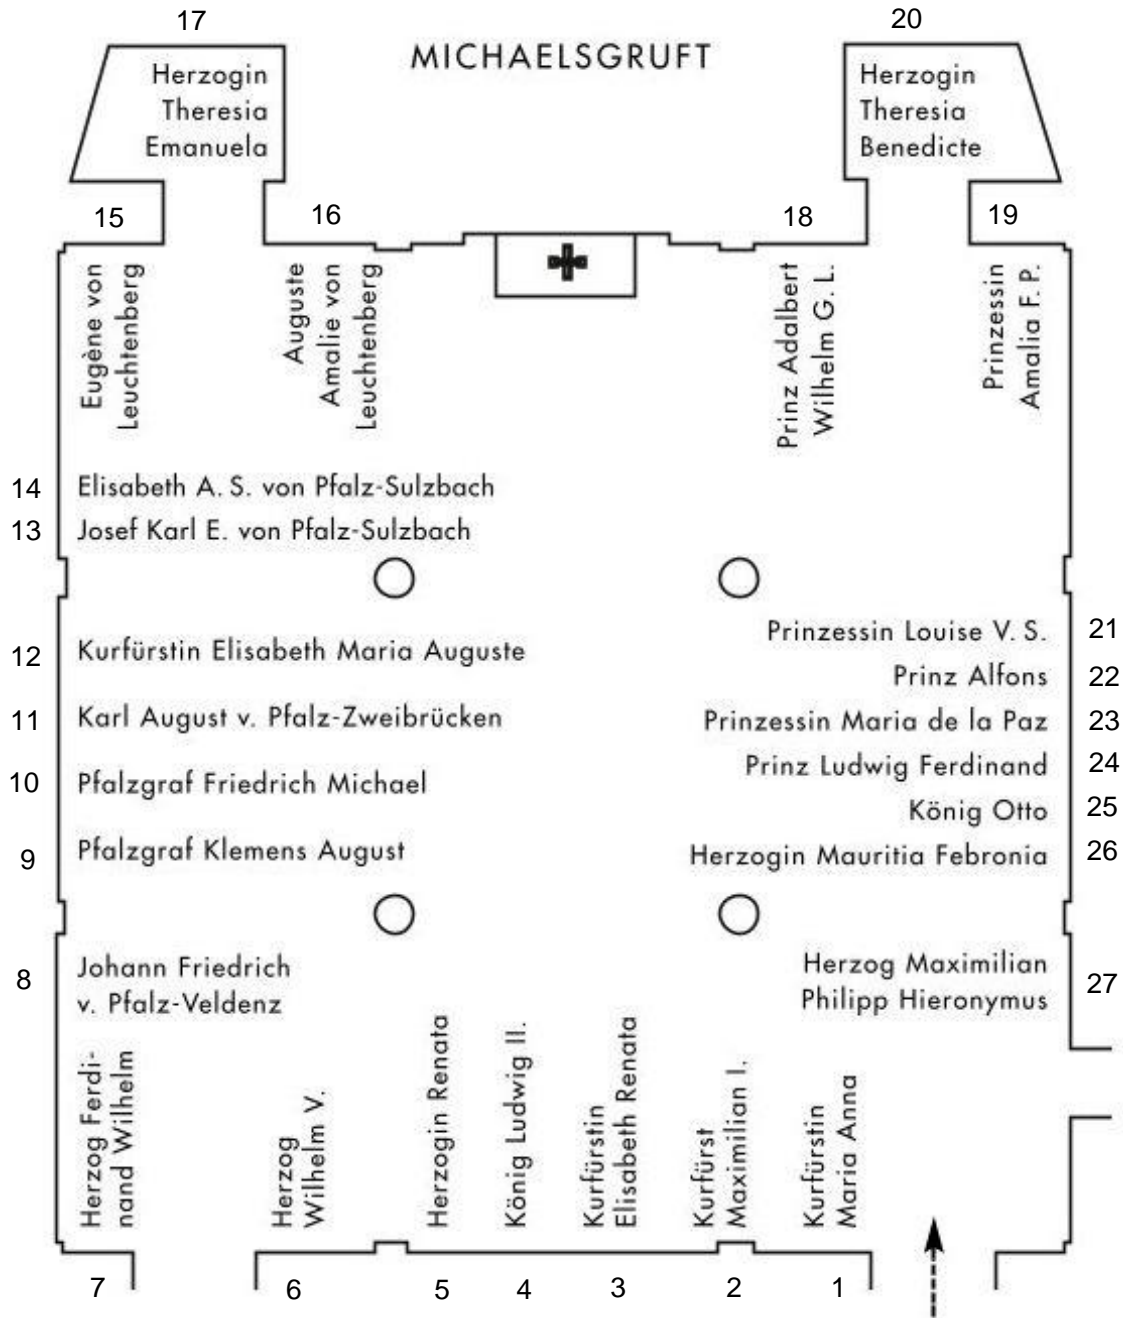 17
20
MICHAELSGRUFT
Herzogin
Theresia
Emanuela
Herzogin
Theresia
Benedicte
15
16
18
19
Eugène von
Leuchtenberg
Auguste
Amalie von
Leuchtenberg
Prinz Adalbert
Wilhelm G. L.
Prinzessin
Amalia F. P.
14 Elisabeth A. S. von Pfalz-Sulzbach
13 Josef Karl E. von Pfalz-Sulzbach
12 Kurfürstin Elisabeth Maria Auguste
11 Karl August v. Pfalz-Zweibrücken
10 Pfalzgraf Friedrich Michael
9 Pfalzgraf Klemens August
Prinzessin Louise V. S. 21
Prinz Alfons 22
Prinzessin Maria de la Paz 23
Prinz Ludwig Ferdinand 24
König Otto 25
Herzogin Mauritia Febronia 26
8 Johann Friedrich
v. Pfalz-Veldenz
Herzog Maximilian
Philipp Hieronymus 27
Herzog Ferdi-
nand Wilhelm
Herzog
Wilhelm V.
Herzogin Renata
König Ludwig II.
Kurfürstin
Elisabeth Renata
Kurfürst
Maximilian I.
Kurfürstin
Maria Anna
7
6
5
4
3
2
1